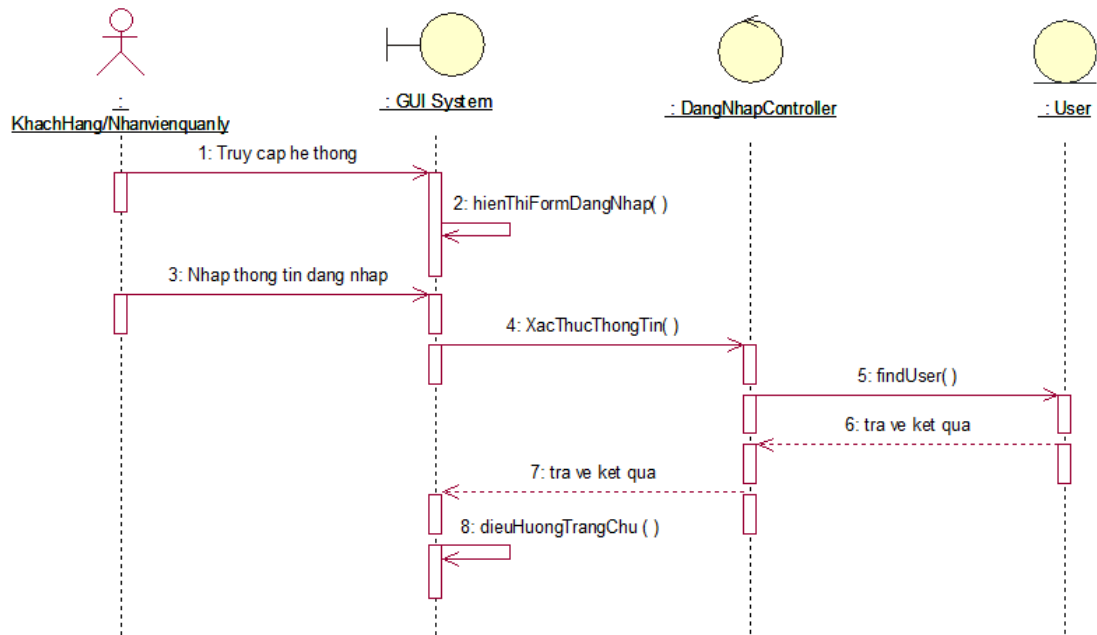 :
KhachHang/Nhanvienquanly
: GUI System
: DangNhapController
: User
1: Truy cap he thong
2: hienThiFormDangNhap( )
3: Nhap thong tin dang nhap
4: XacThucThongTin( )
5: findUser( )
6: tra ve ket qua
7: tra ve ket qua
8: dieuHuongTrangChu ( )